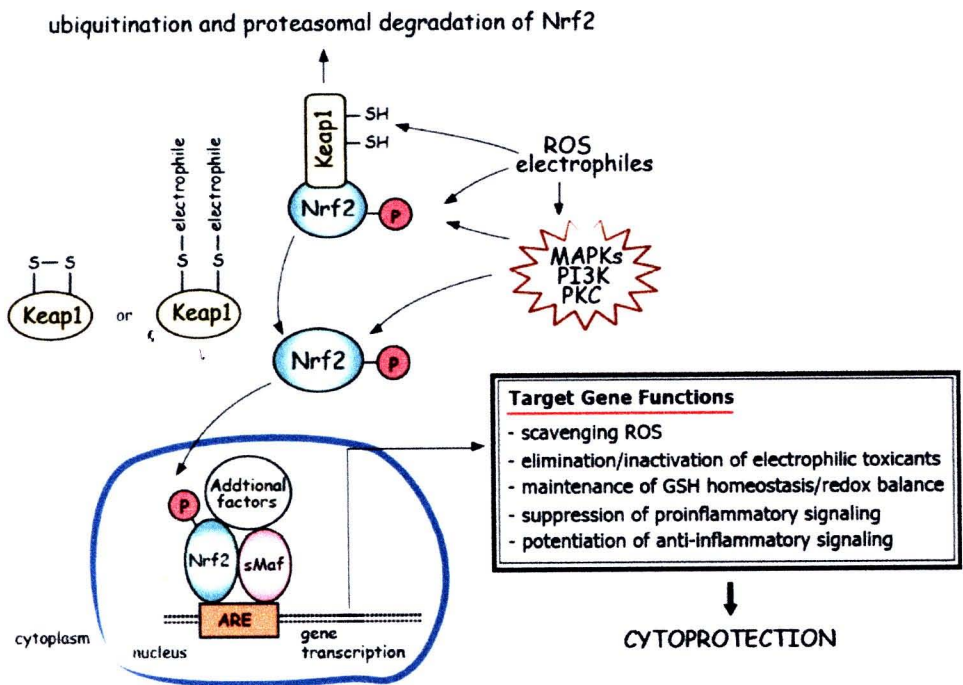 ubiquitination and proteasomal degradation of Nrf2
Keap1
SH
SH
ROS
electrophiles
Nrf2
P
S—electrophile
S—electrophile
S—S
Keap1
or
Keap1
MAPKs
PI3K
PKC
Nrf2
P
Target Gene Functions
- scavenging ROS
- elimination/inactivation of electrophilic toxicants
- maintenance of GSH homeostasis/redox balance
- suppression of proinflammatory signaling
- potentiation of anti-inflammatory signaling
Addtional
factors
P
Nrf2
sMaf
ARE
cytoplasm
nucleus
gene
transcription
CYTOPROTECTION